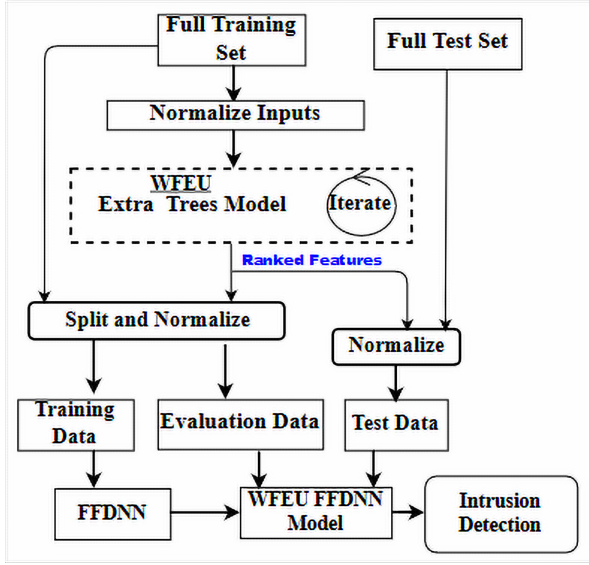 Full Training
Set
Full Test Set
Normalize Inputs
WFEU
Extra Trees Model
Iterate
Ranked Features
Split and Normalize
Normalize
Training
Data
Evaluation Data
Test Data
FFDNN
WFEU FFDNN
Model
Intrusion
Detection